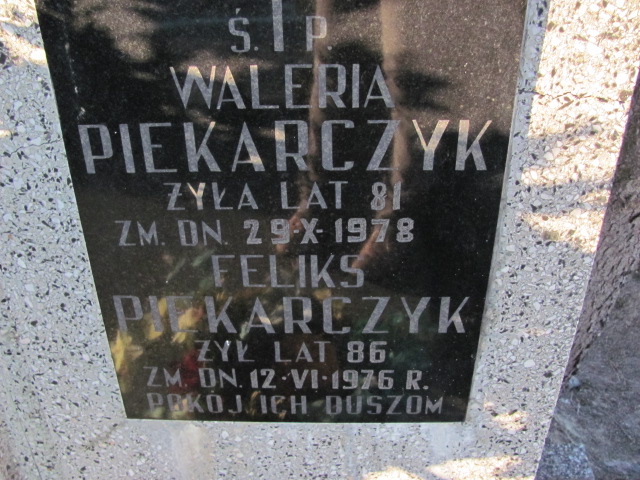 Ś. P.
WALERIA
PIEKARCZYK
ŻYŁA LAT 81
ZM. DN. 29-X-1978
FELIKS
PIEKARCZYK
ŻYŁ LAT 86
ZM. DN. 12-VI-1976 R.
POKÓJ ICH DUSZOM